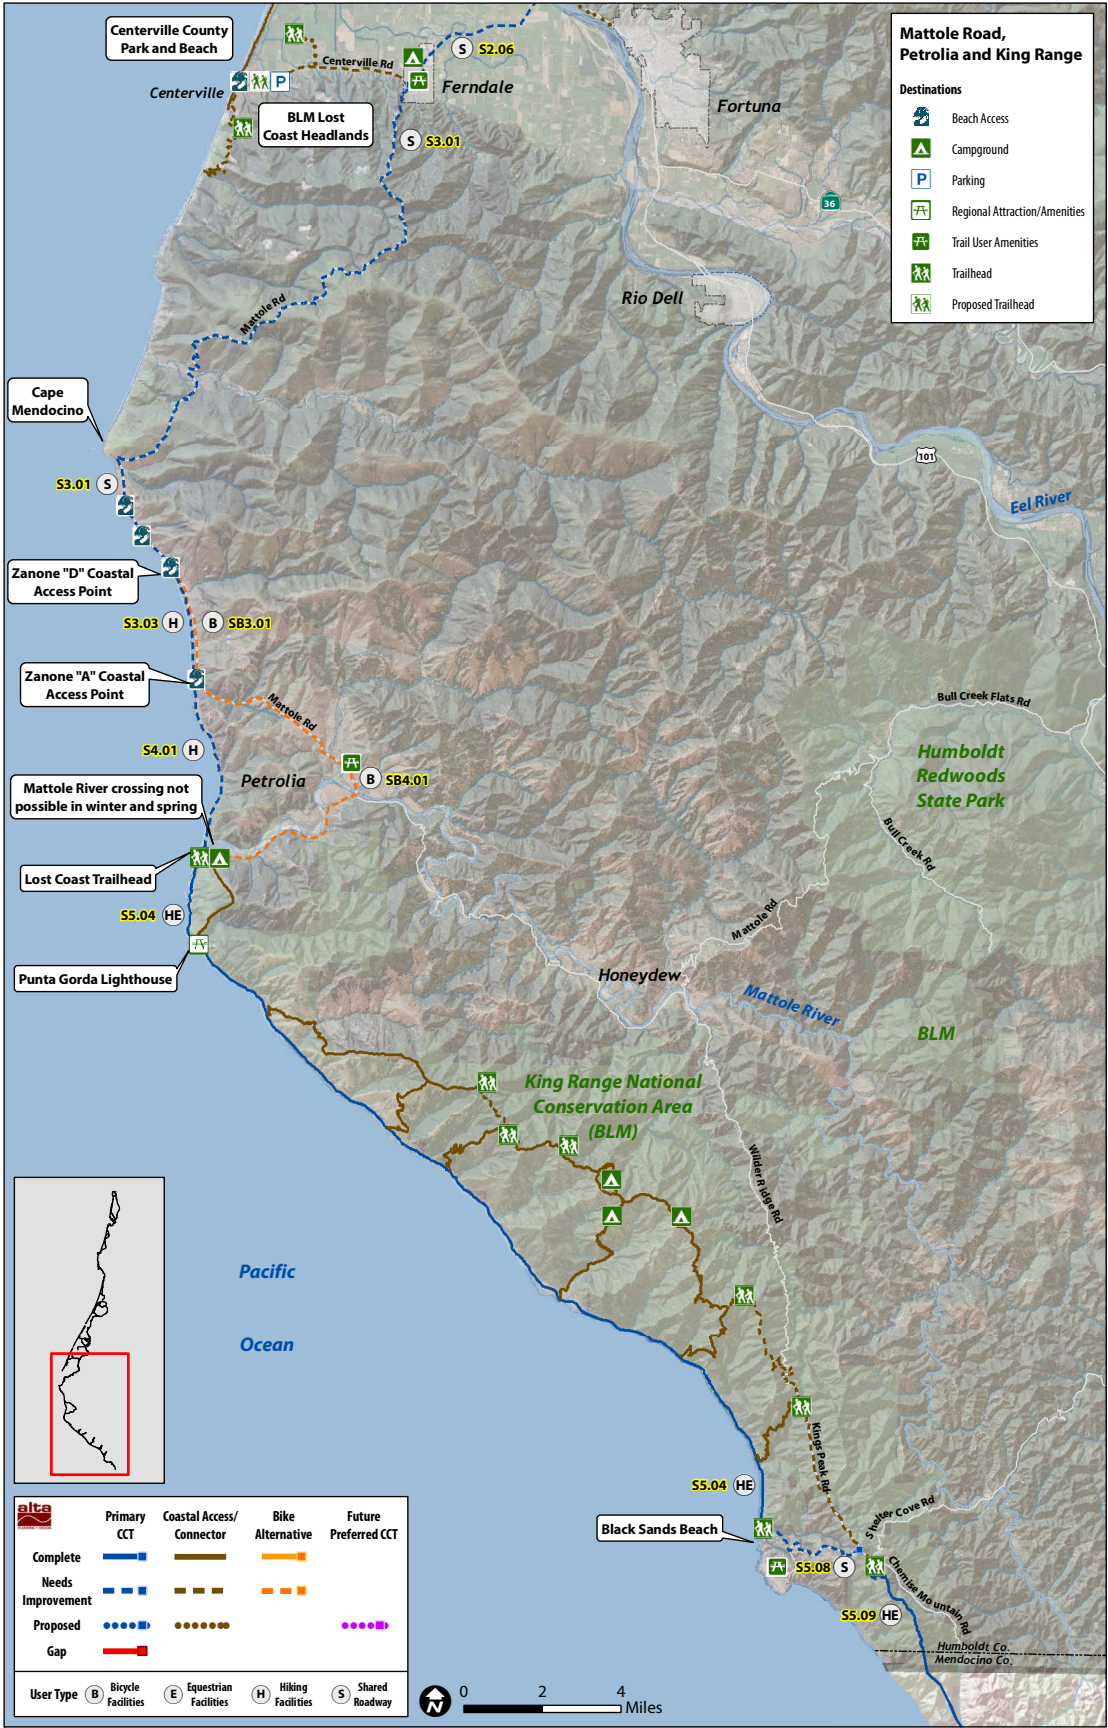 Mattole Road,
Petrolia and King Range
Destinations
Beach Access
Campground
P Parking
Regional Attraction/Amenities
Trail User Amenities
Trailhead
Proposed Trailhead
Centerville County
Park and Beach
Centerville Rd
S S2.06
Centerville
P
Ferndale
Fortuna
BLM Lost
Coast Headlands
S S3.01
36
Rio Dell
Mattole Rd
Cape
Mendocino
101
S3.01 S
Eel River
Zanone "D" Coastal
Access Point
S3.03 H B SB3.01
Zanone "A" Coastal
Access Point
Mattole Rd
Bull Creek Flats Rd
S4.01 H
Humboldt
Redwoods
State Park
Petrolia
B SB4.01
Mattole River crossing not
possible in winter and spring
Bull Creek Rd
Lost Coast Trailhead
S5.04 HE
Mattole Rd
Punta Gorda Lighthouse
Honeydew
Mattole River
BLM
King Range National
Conservation Area
(BLM)
Wilder Ridge Rd
Pacific
Ocean
Kings Peak Rd
S5.04 HE
Shelter Cove Rd
Black Sands Beach
S5.08 S
Chemise Mountain Rd
S5.09 HE
Humboldt Co.
Mendocino Co.
alta
PLANNING + DESIGN
Primary
CCT
Coastal Access/
Connector
Bike
Alternative
Future
Preferred CCT
Complete
Needs
Improvement
Proposed
Gap
User Type
B Bicycle
Facilities
E Equestrian
Facilities
H Hiking
Facilities
S Shared
Roadway
N
0 2 4
Miles